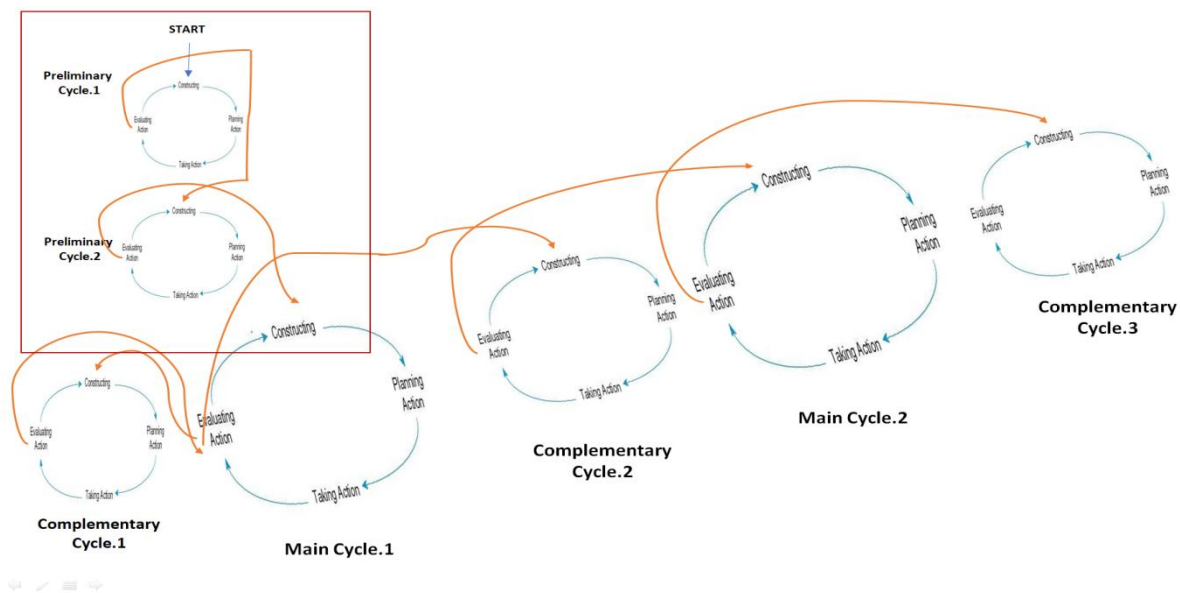 START
Preliminary
Cycle.1
Constructing
Evaluating
Action
Planning
Action
Taking Action
Preliminary
Cycle.2
Constructing
Evaluating
Action
Planning
Action
Taking Action
Constructing
Evaluating
Action
Planning
Action
Taking Action
Complementary
Cycle.1
Constructing
Evaluating
Action
Planning
Action
Taking Action
Main Cycle.1
Constructing
Evaluating
Action
Planning
Action
Taking Action
Complementary
Cycle.2
Constructing
Evaluating
Action
Planning
Action
Taking Action
Main Cycle.2
Constructing
Evaluating
Action
Planning
Action
Taking Action
Complementary
Cycle.3